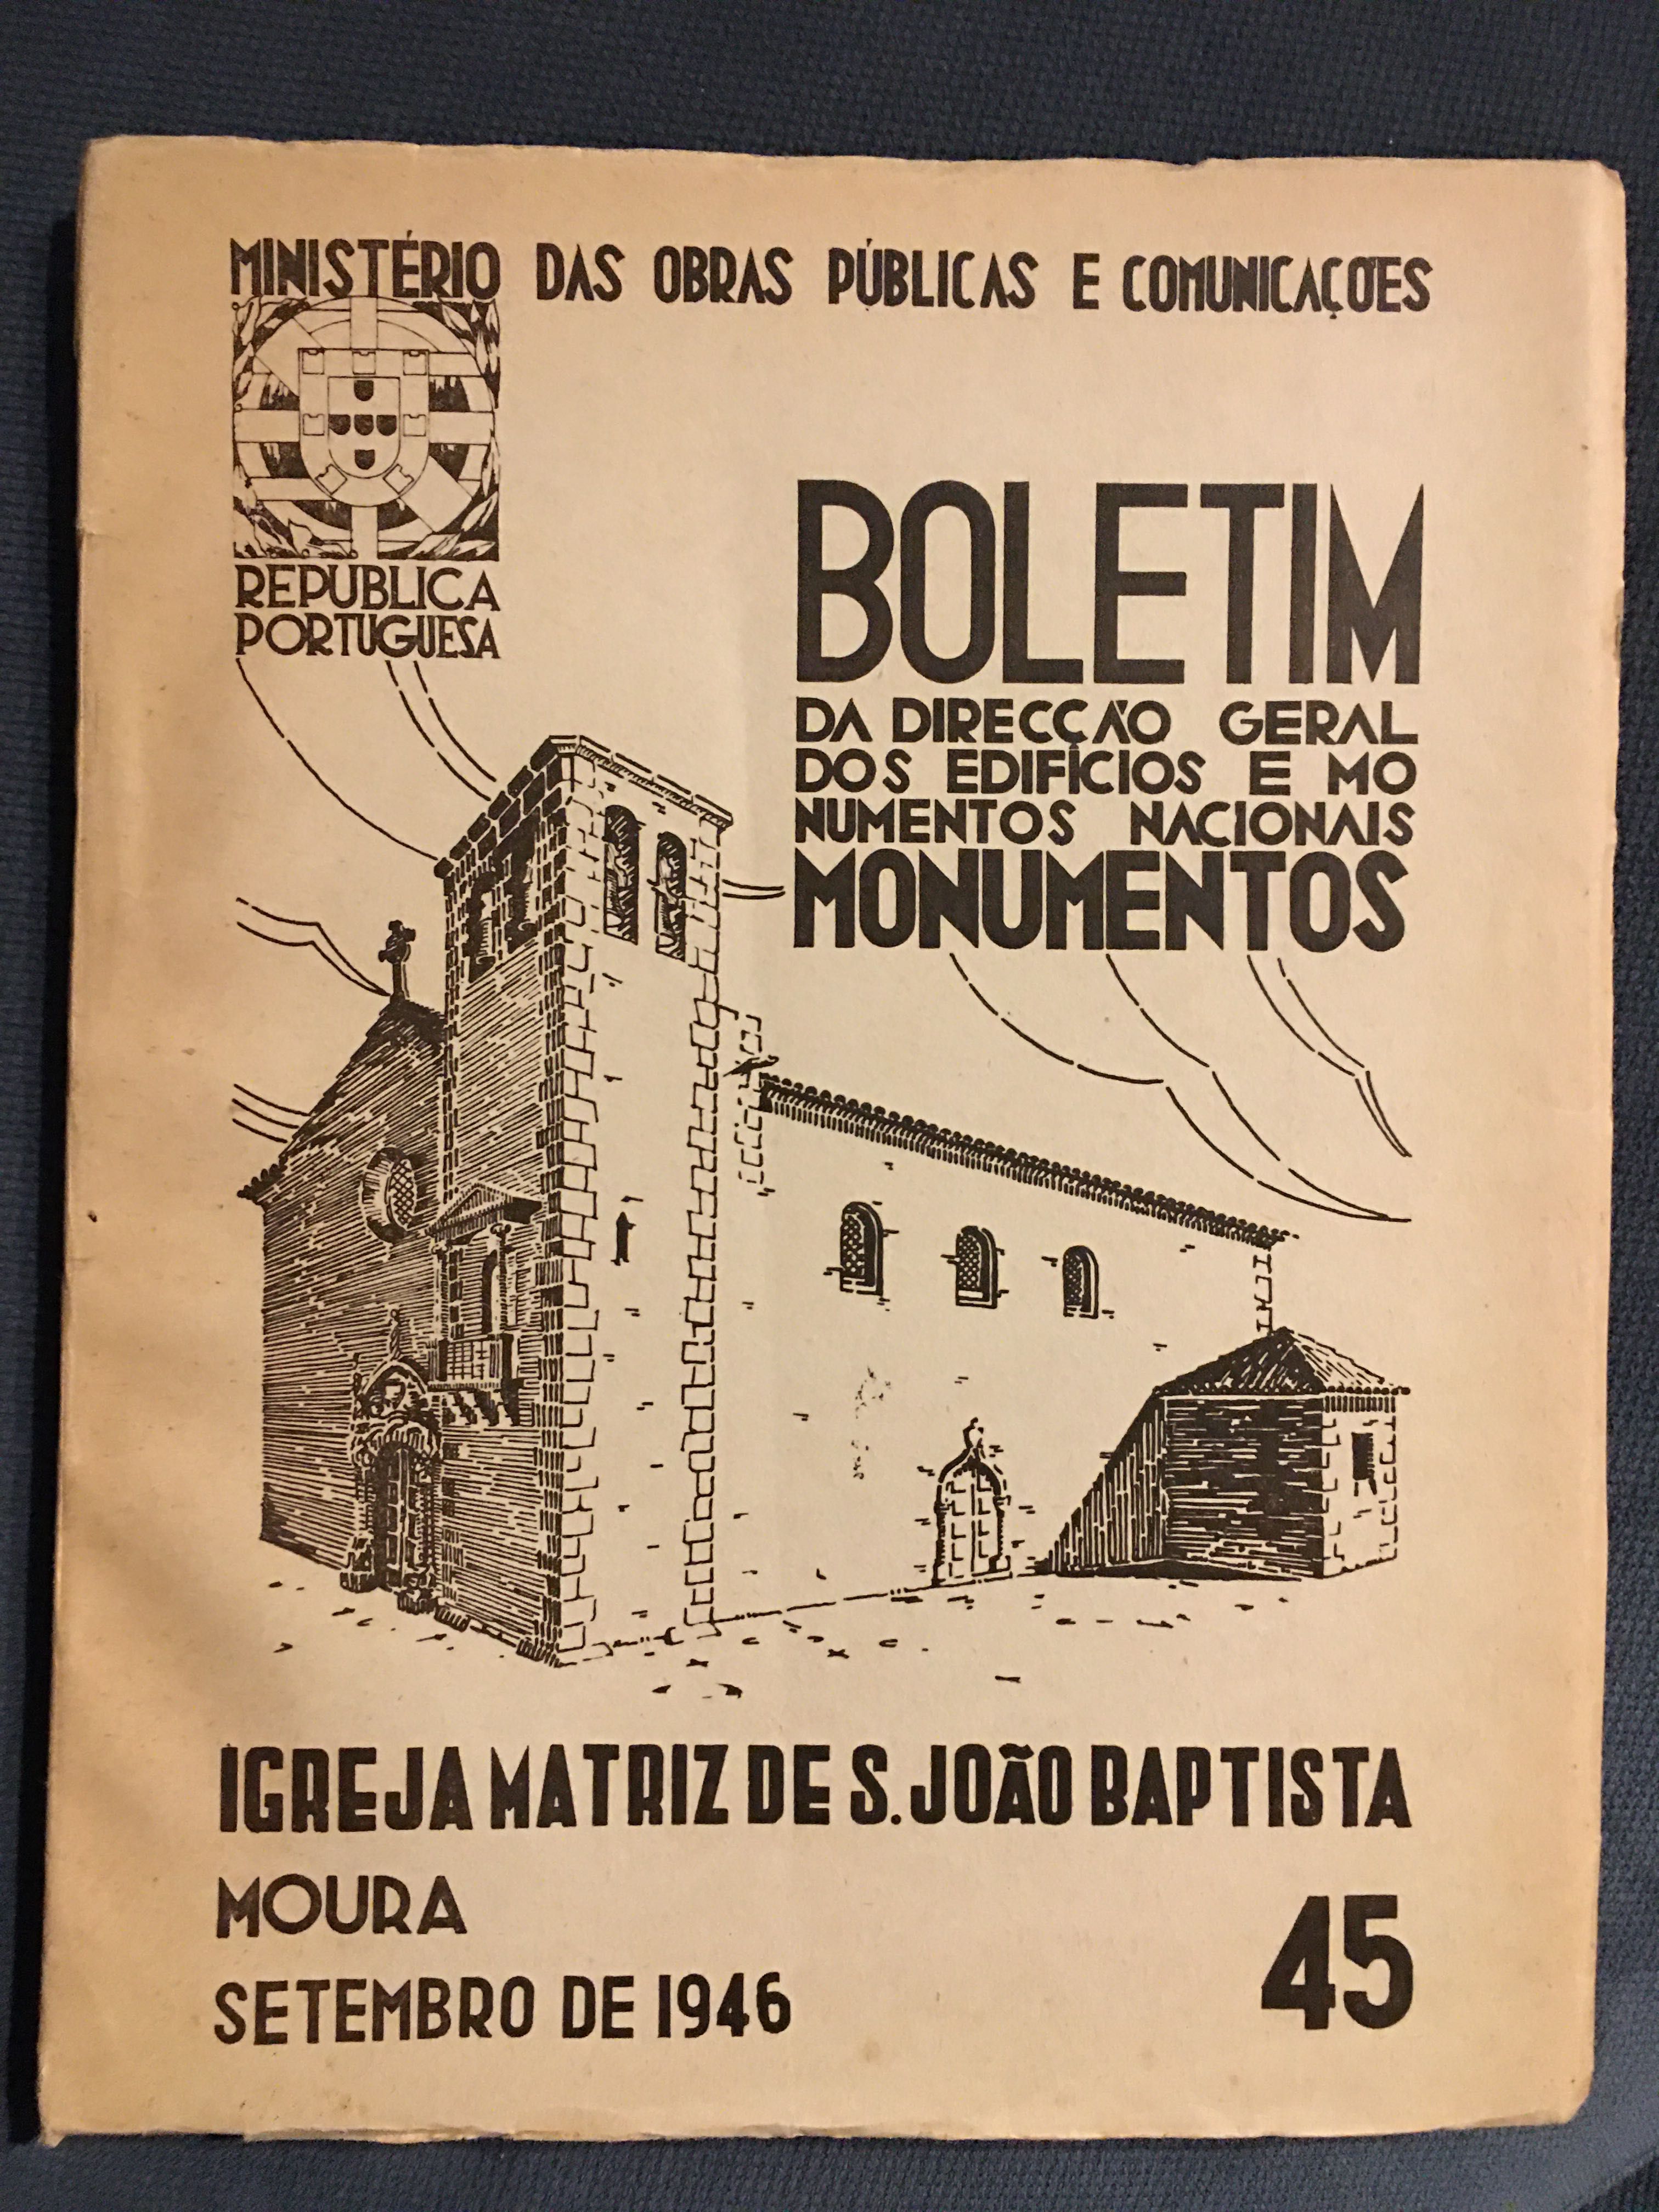 MINISTÉRIO DAS OBRAS PÚBLICAS E COMUNICAÇÕES
REPUBLICA
PORTUGUESA
BOLETIM
DA DIRECÇÃO GERAL
DOS EDIFÍCIOS E MO
NUMENTOS NACIONAIS
MONUMENTOS
IGREJA MATRIZ DE S. JOÃO BAPTISTA
MOURA
SETEMBRO DE 1946
45